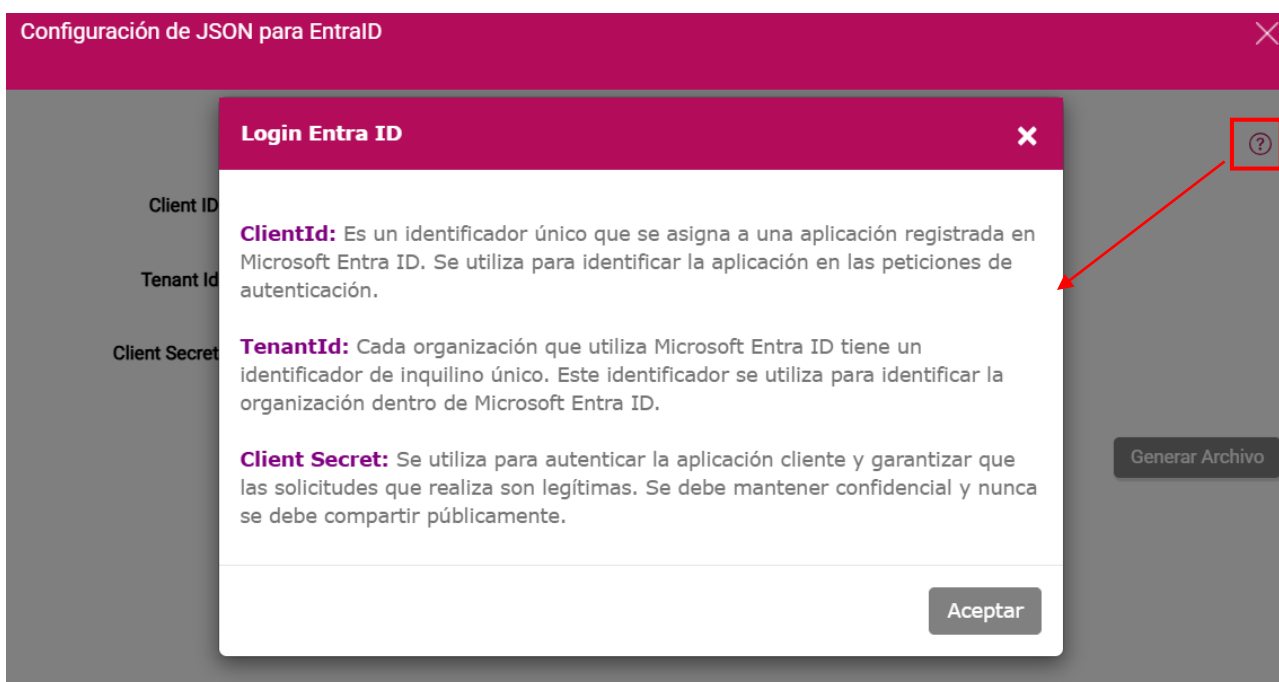 Configuración de JSON para EntraID
Login Entra ID
Client ID
ClientId: Es un identificador único que se asigna a una aplicación registrada en
Microsoft Entra ID. Se utiliza para identificar la aplicación en las peticiones de
autenticación.
Tenant Id
TenantId: Cada organización que utiliza Microsoft Entra ID tiene un
identificador de inquilino único. Este identificador se utiliza para identificar la
organización dentro de Microsoft Entra ID.
Client Secret
Client Secret: Se utiliza para autenticar la aplicación cliente y garantizar que
las solicitudes que realiza son legítimas. Se debe mantener confidencial y nunca
se debe compartir públicamente.
Generar Archivo
Aceptar